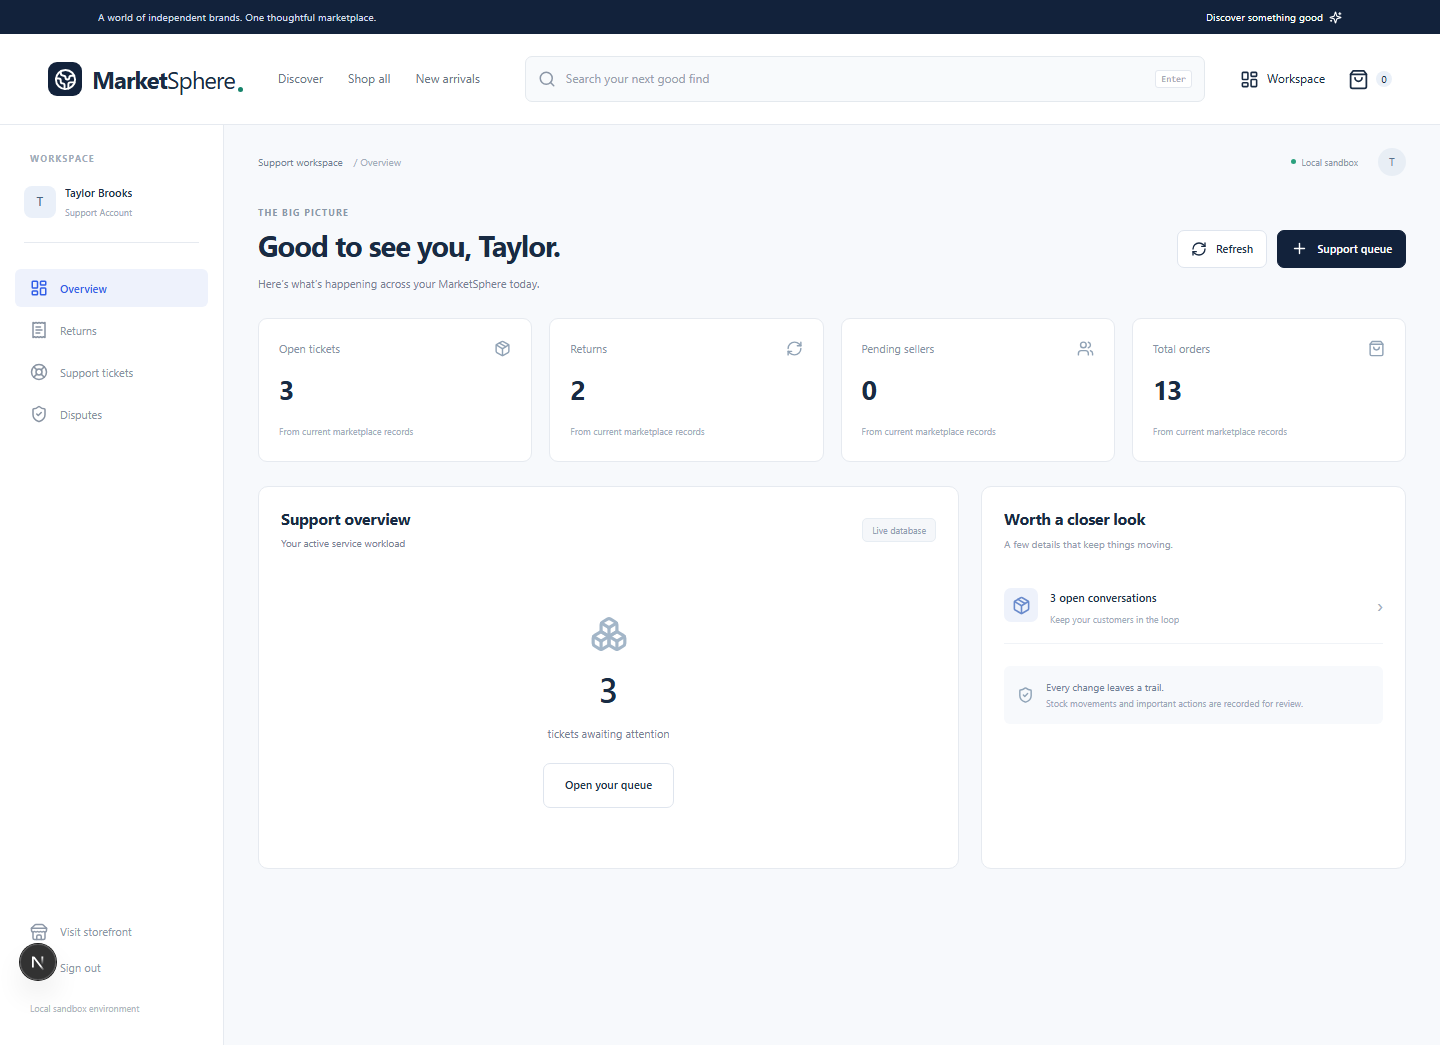 A world of independent brands. One thoughtful marketplace.
Discover something good
MarketSphere.
Discover
Shop all
New arrivals
Search your next good find
Enter
Workspace
0
WORKSPACE
T
Taylor Brooks
Support Account
Overview
Returns
Support tickets
Disputes
Visit storefront
N
Sign out
Local sandbox environment
Support workspace / Overview
Local sandbox
T
THE BIG PICTURE
Good to see you, Taylor.
Here's what's happening across your MarketSphere today.
Refresh
Support queue
Open tickets
3
From current marketplace records
Returns
2
From current marketplace records
Pending sellers
0
From current marketplace records
Total orders
13
From current marketplace records
Support overview
Your active service workload
Live database
3
tickets awaiting attention
Open your queue
Worth a closer look
A few details that keep things moving.
3 open conversations
Keep your customers in the loop
Every change leaves a trail.
Stock movements and important actions are recorded for review.